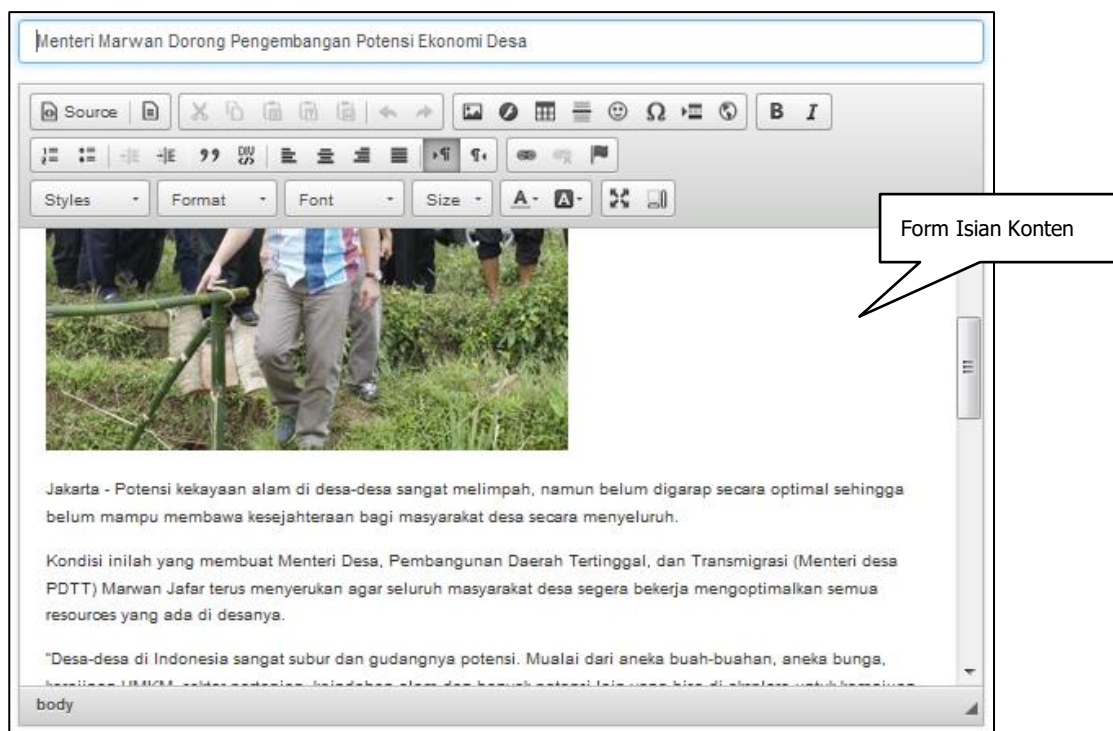 Menteri Marwan Dorong Pengembangan Potensi Ekonomi Desa
Source
B I
Styles Format Font Size A A
Form Isian Konten
Jakarta - Potensi kekayaan alam di desa-desa sangat melimpah, namun belum digarap secara optimal sehingga
belum mampu membawa kesejahteraan bagi masyarakat desa secara menyeluruh.
Kondisi inilah yang membuat Menteri Desa, Pembangunan Daerah Tertinggal, dan Transmigrasi (Menteri desa
PDTT) Marwan Jafar terus menyerukan agar seluruh masyarakat desa segera bekerja mengoptimalkan semua
resources yang ada di desanya.
"Desa-desa di Indonesia sangat subur dan gudangnya potensi. Mualai dari aneka buah-buahan, aneka bunga,
body